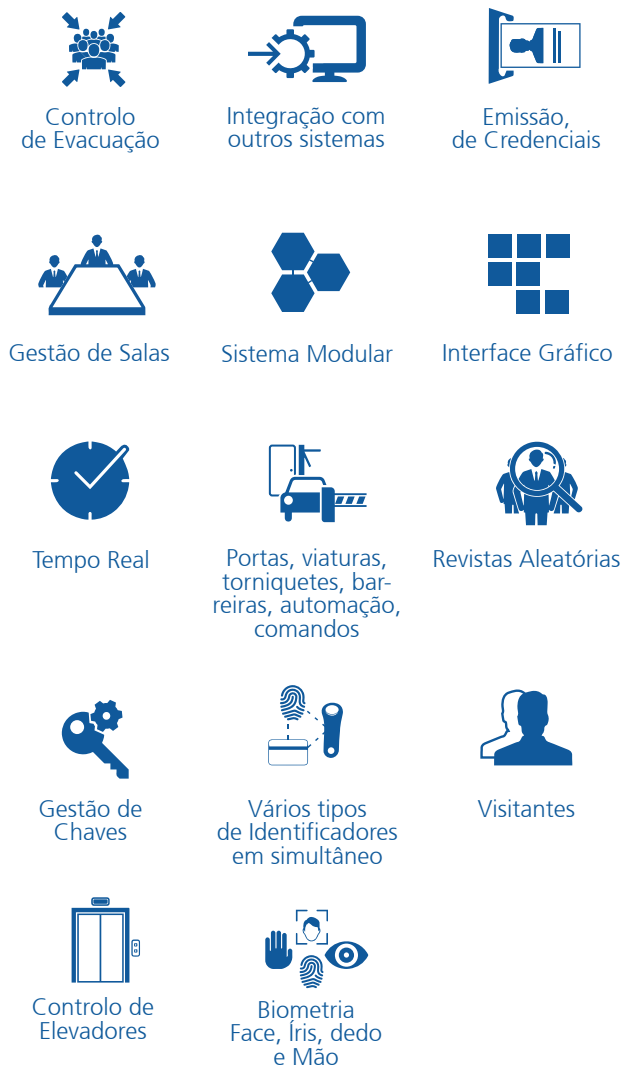 Controlo
de Evacuação
Integração com
outros sistemas
Emissão,
de Credenciais
Gestão de Salas
Sistema Modular
Interface Gráfico
Tempo Real
Portas, viaturas,
torniquetes, bar-
reiras, automação,
comandos
Revistas Aleatórias
Gestão de
Chaves
Vários tipos
de Identificadores
em simultâneo
Visitantes
Controlo de
Elevadores
Biometria
Face, Íris, dedo
e Mão